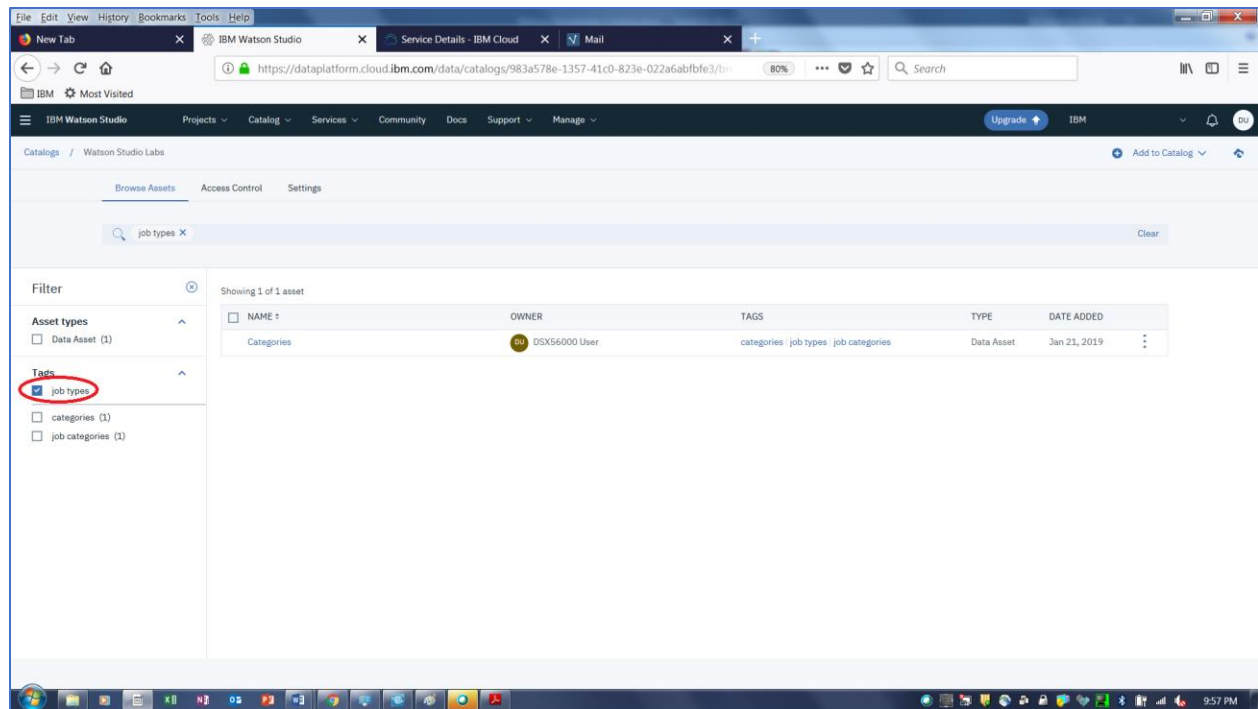 File Edit View History Bookmarks Tools Help
New Tab IBM Watson Studio Service Details - IBM Cloud Mail
https://dataplatform.cloud.ibm.com/data/catalogs/983a578e-1357-41c0-823e-022a6abfbfe3/br 80% Search
IBM Most Visited
IBM Watson Studio Projects Catalog Services Community Docs Support Manage Upgrade IBM DU
Catalogs / Watson Studio Labs Add to Catalog
Browse Assets Access Control Settings
job types Clear
Filter Showing 1 of 1 asset
Asset types NAME OWNER TAGS TYPE DATE ADDED
Data Asset (1) Categories DU DSX56000 User categories job types job categories Data Asset Jan 21, 2019
Tags
job types
categories (1)
job categories (1)
9:57 PM